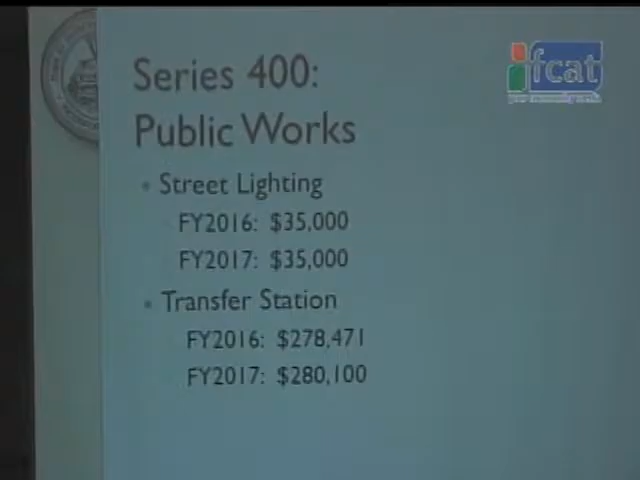 Series 400:
Public Works
• Street Lighting
FY2016: $35,000
FY2017: $35,000
• Transfer Station
FY2016: $278,471
FY2017: $280,100
fcat